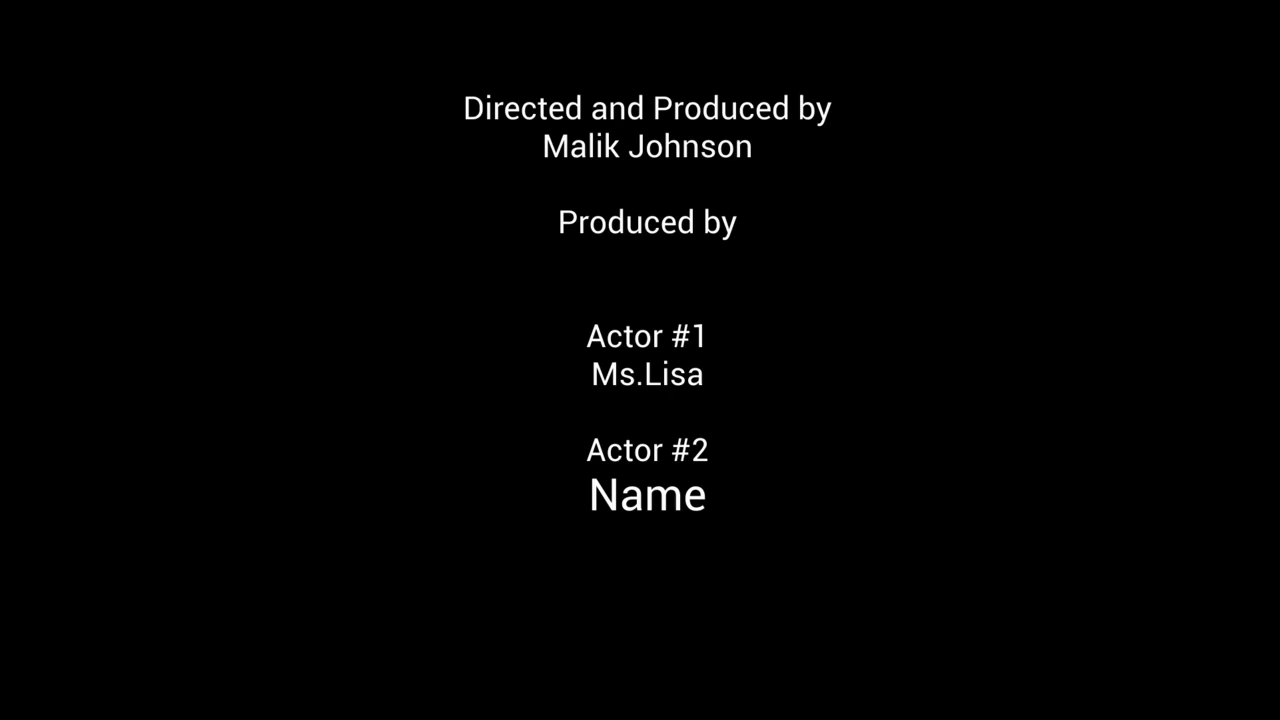 Directed and Produced by
Malik Johnson
Produced by
Actor #1
Ms.Lisa
Actor #2
Name